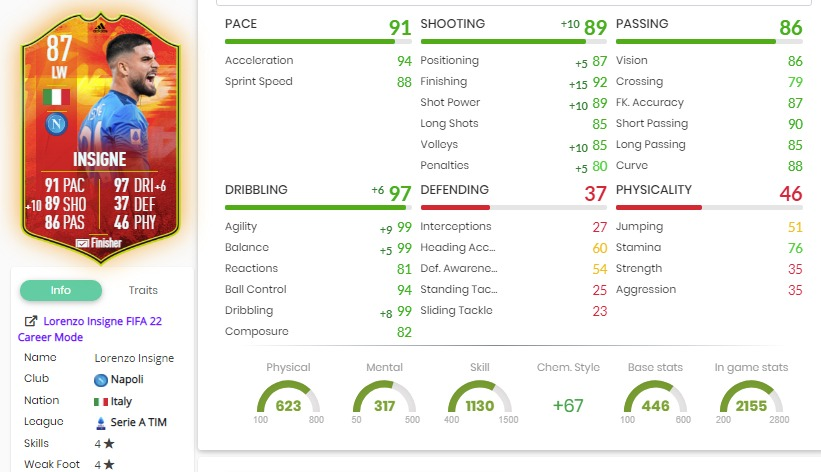 adidas
87
LW
N
INSIGNE
91 PAC 97 DRI +6
+10 89 SHO 37 DEF
86 PAS 46 PHY
Finisher
Info Traits
Lorenzo Insigne FIFA 22
Career Mode
Name Lorenzo Insigne
Club Napoli
Nation Italy
League Serie A TIM
Skills 4 ★
Weak Foot 4 ★
PACE 91
Acceleration 94
Sprint Speed 88
SHOOTING +10 89
Positioning +5 87
Finishing +15 92
Shot Power +10 89
Long Shots 85
Volleys +10 85
Penalties +5 80
PASSING 86
Vision 86
Crossing 79
FK. Accuracy 87
Short Passing 90
Long Passing 85
Curve 88
DRIBBLING +6 97
Agility +9 99
Balance +5 99
Reactions 81
Ball Control 94
Dribbling +8 99
Composure 82
DEFENDING 37
Interceptions 27
Heading Acc... 60
Def. Awarene... 54
Standing Tac... 25
Sliding Tackle 23
PHYSICALITY 46
Jumping 51
Stamina 76
Strength 35
Aggression 35
Physical Mental Skill Chem. Style Base stats In game stats
623 317 1130 +67 446 2155
100 800 50 500 400 1500 100 600 200 2800